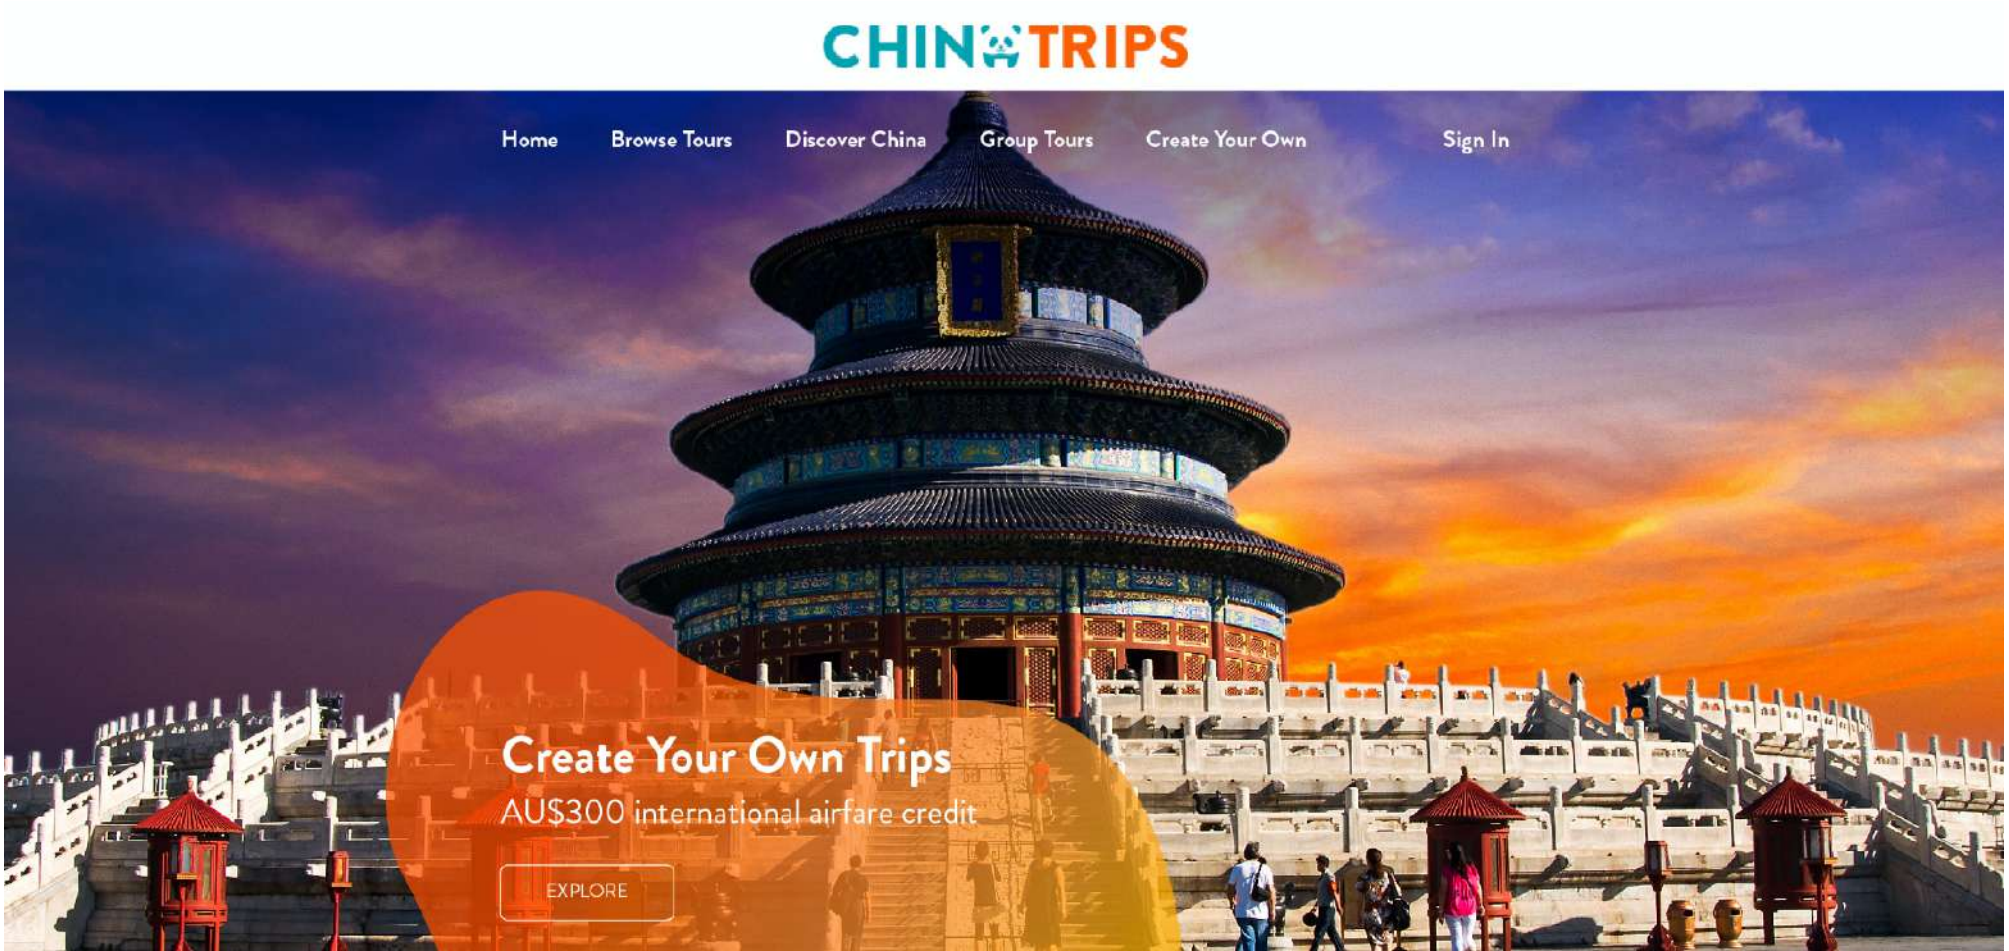 CHINATRIPS
Home Browse Tours Discover China Group Tours Create Your Own Sign In
Create Your Own Trips
AU$300 international airfare credit
EXPLORE